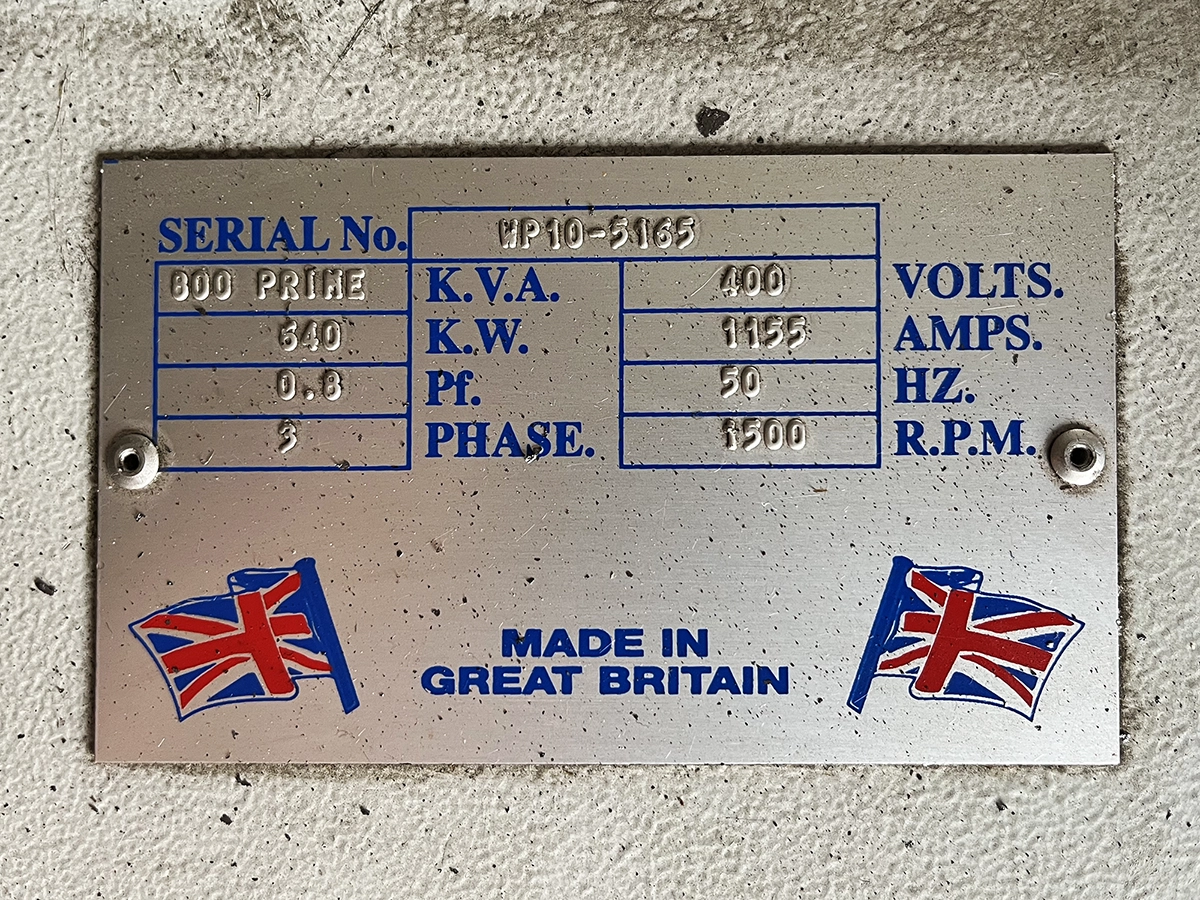 SERIAL No. WP10-5165
800 PRIME K.V.A. 400 VOLTS.
640 K.W. 1155 AMPS.
0.8 Pf. 50 HZ.
3 PHASE. 1500 R.P.M.
MADE IN
GREAT BRITAIN